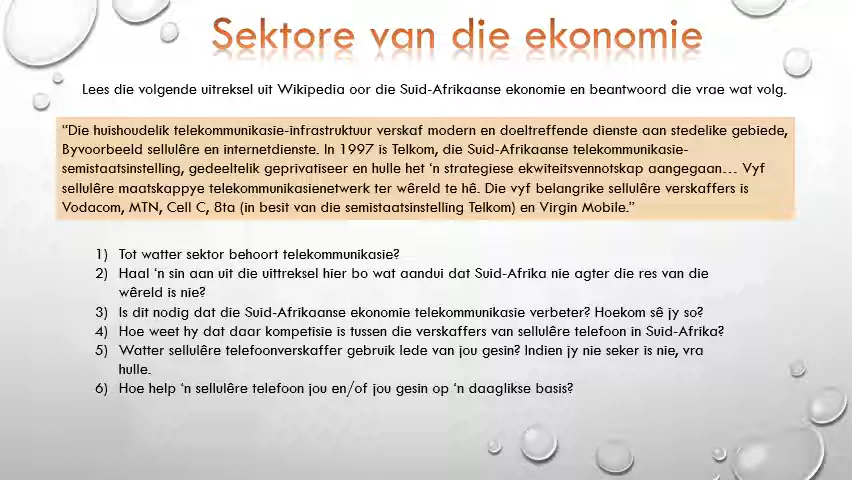 Sektore van die ekonomie
Lees die volgende uitreksel uit Wikipedia oor die Suid-Afrikaanse ekonomie en beantwoord die vrae wat volg.
“Die huishoudelik telekommunikasie-infrastruktuur verskaf modern en doeltreffende dienste aan stedelike gebiede,
Byvoorbeeld sellulêre en internetdienste. In 1997 is Telkom, die Suid-Afrikaanse telekommunikasie-
semistaatsinstelling, gedeeltelik geprivatiseer en hulle het ‘n strategiese ekwiteitsvennotskap aangegaan… Vyf
sellulêre maatskappye telekommunikasienetwerk ter wêreld te hê. Die vyf belangrike sellulêre verskaffers is
Vodacom, MTN, Cell C, 8ta (in besit van die semistaatsinstelling Telkom) en Virgin Mobile.”
1) Tot watter sektor behoort telekommunikasie?
2) Haal ‘n sin aan uit die uittreksel hier bo wat aandui dat Suid-Afrika nie agter die res van die
wêreld is nie?
3) Is dit nodig dat die Suid-Afrikaanse ekonomie telekommunikasie verbeter? Hoekom sê jy so?
4) Hoe weet hy dat daar kompetisie is tussen die verskaffers van sellulêre telefoon in Suid-Afrika?
5) Watter sellulêre telefoonverskaffer gebruik lede van jou gesin? Indien jy nie seker is nie, vra
hulle.
6) Hoe help ‘n sellulêre telefoon jou en/of jou gesin op ‘n daaglikse basis?